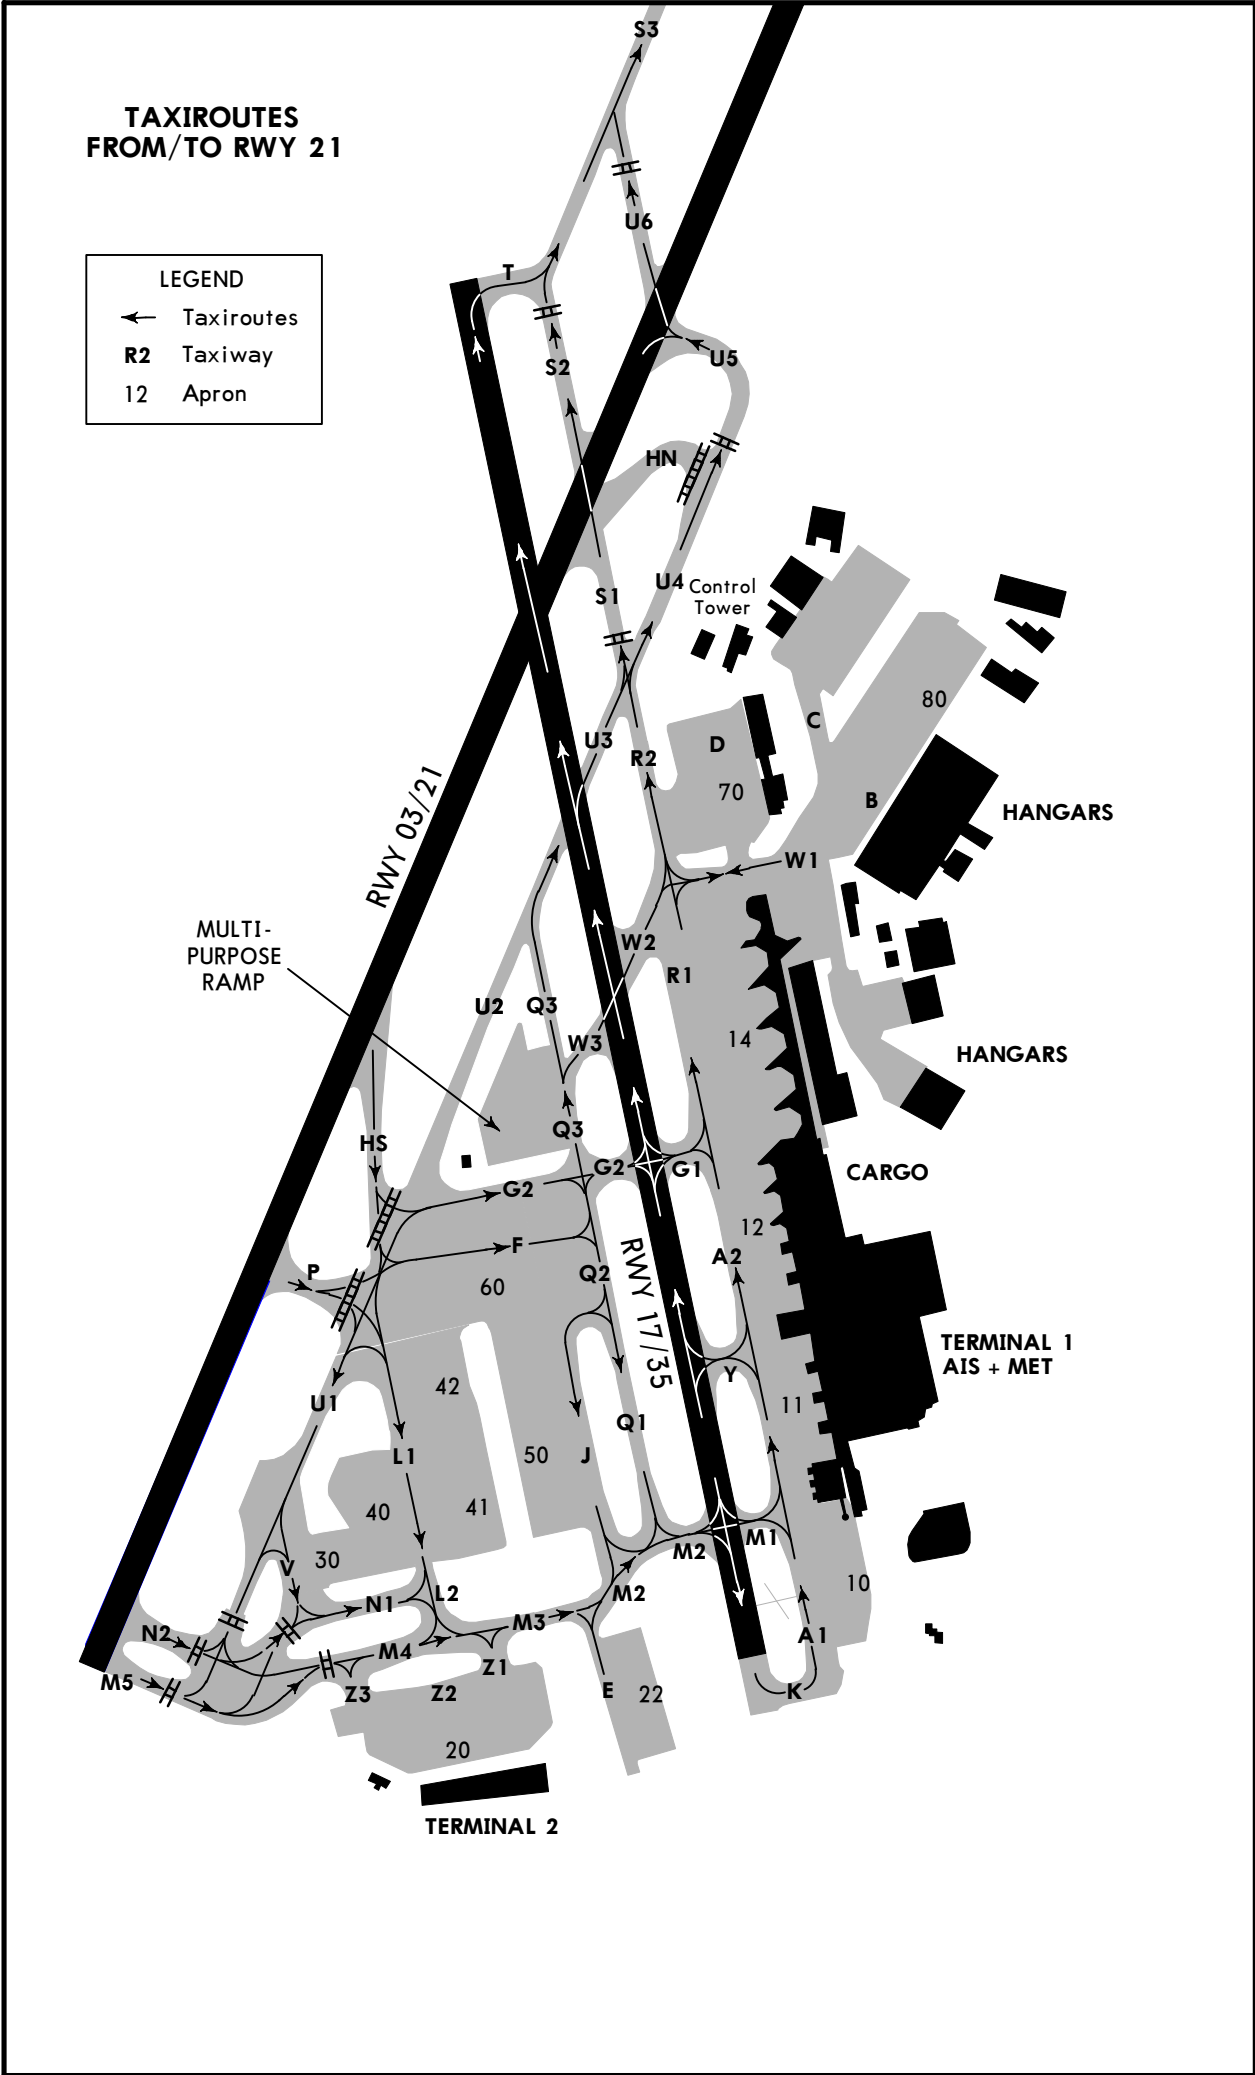 S3
TAXIROUTES
FROM/TO RWY 21
U6
LEGEND
Taxiroutes
R2 Taxiway
12 Apron
T
S2
U5
HN
U4
Control
Tower
S1
80
C
U3
D
R2
70
B
HANGARS
RWY 03/21
W1
MULTI-
PURPOSE
RAMP
W2
R1
U2
Q3
W3
14
HANGARS
Q3
HS
G2
G1
CARGO
G2
12
F
A2
P
Q2
60
RWY 17/35
TERMINAL 1
AIS + MET
Y
42
U1
11
Q1
L1
50
J
40
41
M1
M2
V
30
10
L2
M2
N1
M3
N2
A1
M4
Z1
M5
Z3
Z2
E
22
K
20
TERMINAL 2